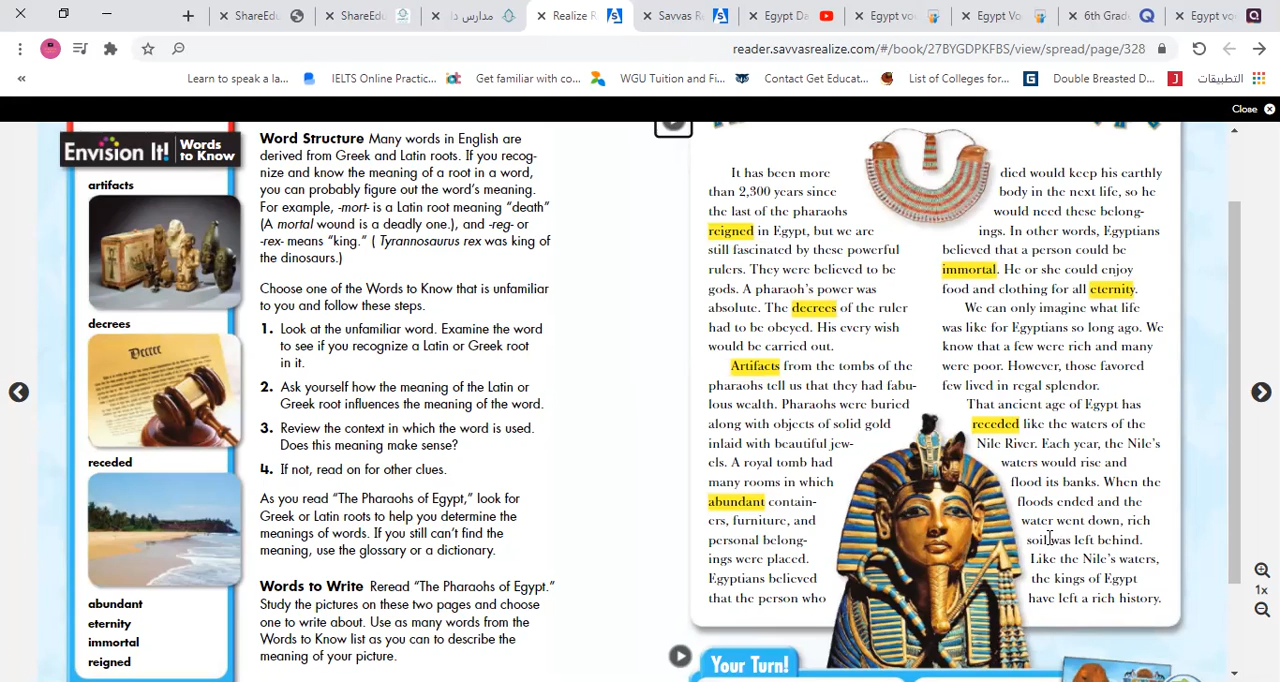 ShareEdu
ShareEdu
مدارس دا
Realize R
Savvas R
Egypt Da
Egypt vo
Egypt Vo
6th Grad
Egypt vo
reader.savvasrealize.com/#/book/27BYGDPKFBS/view/spread/page/328
Learn to speak a la...
IELTS Online Practic...
Get familiar with co...
WGU Tuition and Fi...
Contact Get Educat...
List of Colleges for...
Double Breasted D...
التطبيقات
Close
Envision It! Words to Know
artifacts
decrees
Decree
receded
abundant
eternity
immortal
reigned
Word Structure Many words in English are
derived from Greek and Latin roots. If you recog-
nize and know the meaning of a root in a word,
you can probably figure out the word's meaning.
For example, -mort- is a Latin root meaning "death"
(A mortal wound is a deadly one.), and -reg- or
-rex- means "king." ( Tyrannosaurus rex was king of
the dinosaurs.)
Choose one of the Words to Know that is unfamiliar
to you and follow these steps.
1. Look at the unfamiliar word. Examine the word
to see if you recognize a Latin or Greek root
in it.
2. Ask yourself how the meaning of the Latin or
Greek root influences the meaning of the word.
3. Review the context in which the word is used.
Does this meaning make sense?
4. If not, read on for other clues.
As you read "The Pharaohs of Egypt," look for
Greek or Latin roots to help you determine the
meanings of words. If you still can't find the
meaning, use the glossary or a dictionary.
Words to Write Reread "The Pharaohs of Egypt."
Study the pictures on these two pages and choose
one to write about. Use as many words from the
Words to Know list as you can to describe the
meaning of your picture.
It has been more
than 2,300 years since
the last of the pharaohs
reigned in Egypt, but we are
still fascinated by these powerful
rulers. They were believed to be
gods. A pharaoh's power was
absolute. The decrees of the ruler
had to be obeyed. His every wish
would be carried out.
Artifacts from the tombs of the
pharaohs tell us that they had fabu-
lous wealth. Pharaohs were buried
along with objects of solid gold
inlaid with beautiful jew-
els. A royal tomb had
many rooms in which
abundant contain-
ers, furniture, and
personal belong-
ings were placed.
Egyptians believed
that the person who
died would keep his earthly
body in the next life, so he
would need these belong-
ings. In other words, Egyptians
believed that a person could be
immortal. He or she could enjoy
food and clothing for all eternity.
We can only imagine what life
was like for Egyptians so long ago. We
know that a few were rich and many
were poor. However, those favored
few lived in regal splendor.
That ancient age of Egypt has
receded like the waters of the
Nile River. Each year, the Nile's
waters would rise and
flood its banks. When the
floods ended and the
water went down, rich
soil was left behind.
Like the Nile's waters,
the kings of Egypt
have left a rich history.
Your Turn!
1x